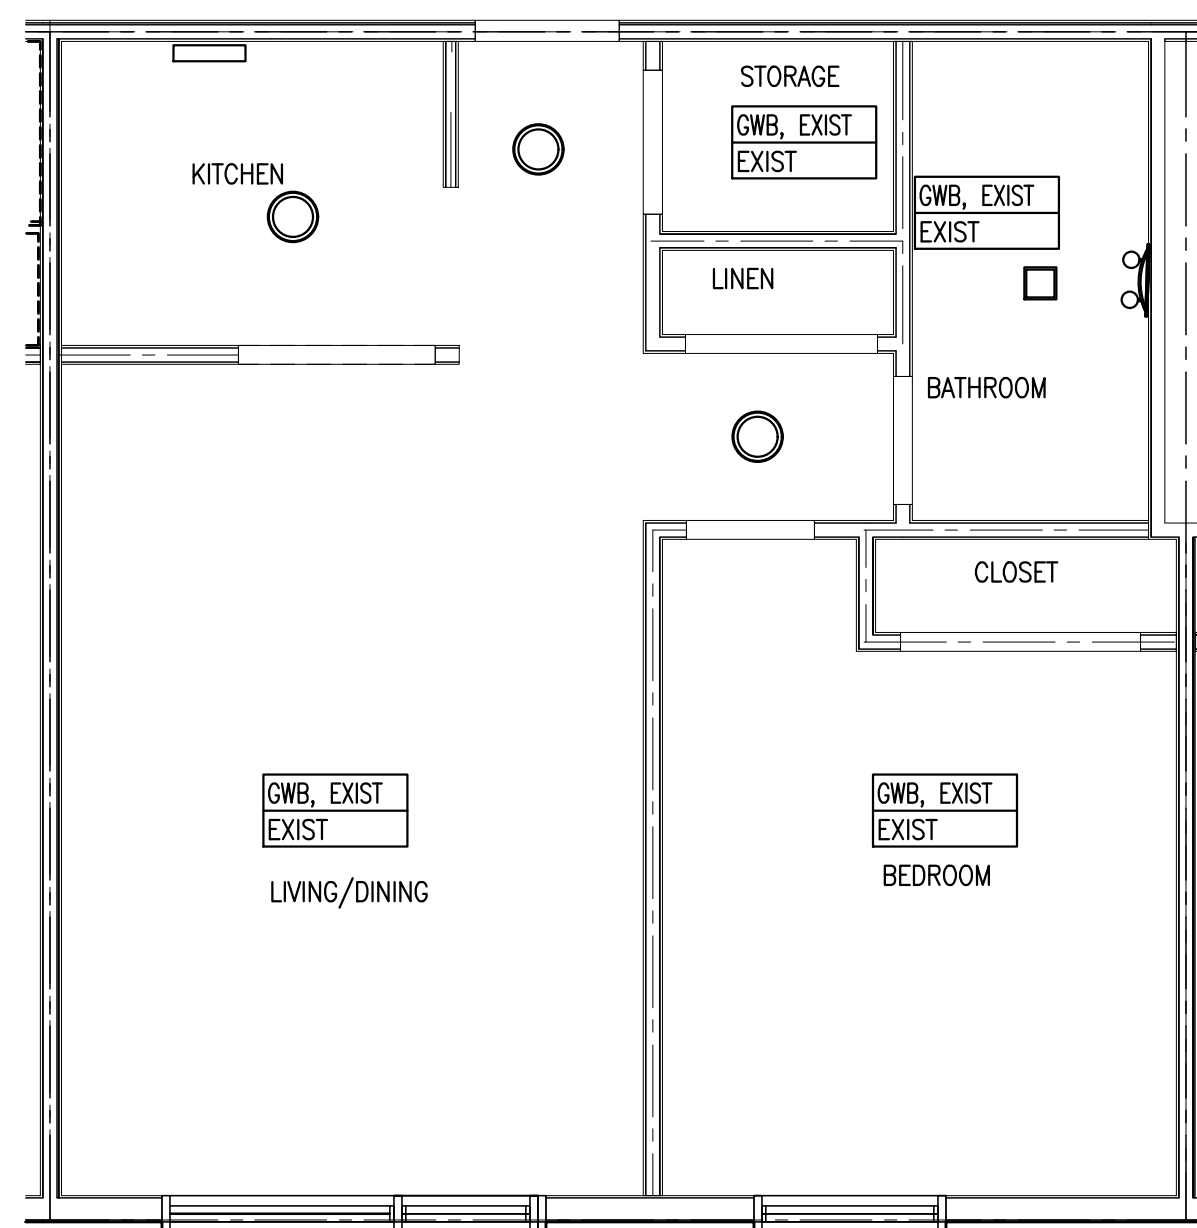 STORAGE
GWB, EXIST
EXIST
KITCHEN
GWB, EXIST
EXIST
LINEN
BATHROOM
CLOSET
GWB, EXIST
EXIST
LIVING/DINING
GWB, EXIST
EXIST
BEDROOM